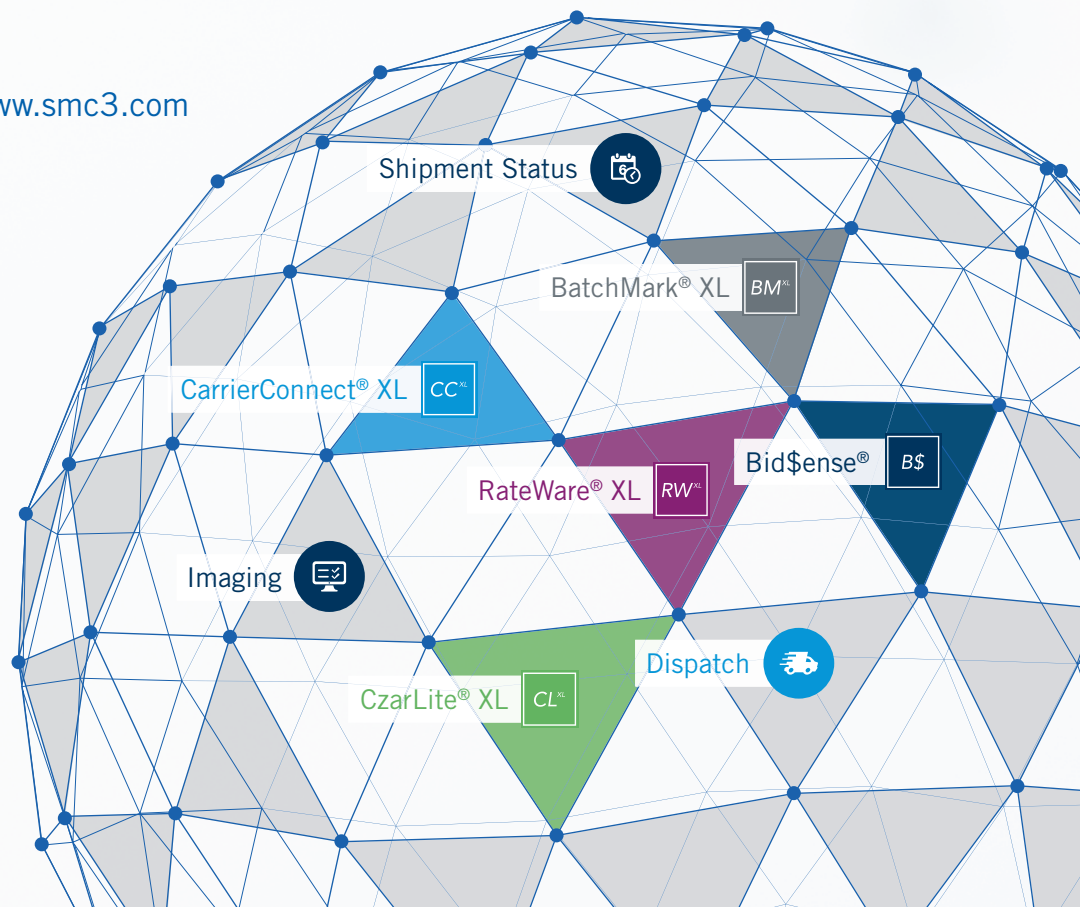 ww.smc3.com
Shipment Status
6
BatchMark® XL
BM XL
CarrierConnect® XL
CC XL
Bid$ense®
B$
RateWare® XL
RW XL
Imaging
Dispatch
CzarLite® XL
CL XL